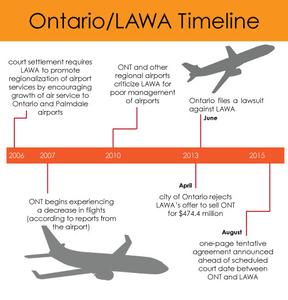 Ontario/LAWA Timeline
court settlement requires
LAWA to promote
regionalization of airport
services by encouraging
growth of air service to
Ontario and Palmdale
airports
ONT and other
regional airports
criticize LAWA for
poor management
of airports
Ontario files a lawsuit
against LAWA
June
2006
2007
2010
2013
2015
ONT begins experiencing
a decrease in flights
(according to reports from
the airport)
April
city of Ontario rejects
LAWA's offer to sell ONT
for $474.4 million
August
one-page tentative
agreement announced
ahead of scheduled
court date between
ONT and LAWA